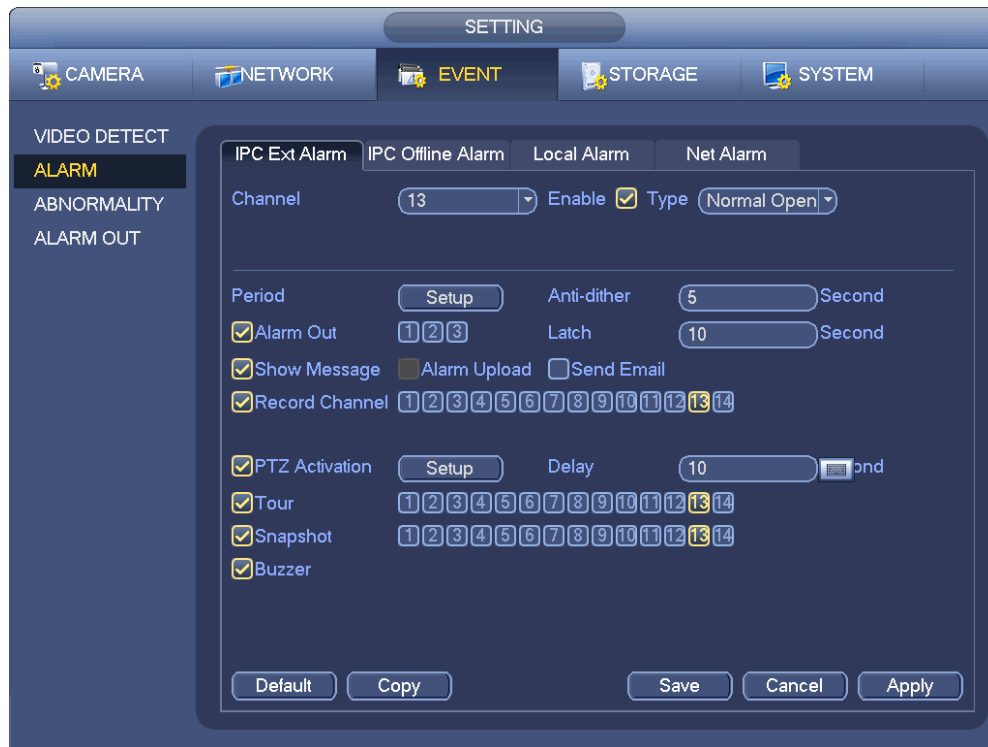 SETTING
CAMERA NETWORK EVENT STORAGE SYSTEM
VIDEO DETECT
ALARM
ABNORMALITY
ALARM OUT
IPC Ext Alarm IPC Offline Alarm Local Alarm Net Alarm
Channel 13 Enable Type Normal Open
Period Setup Anti-dither 5 Second
Alarm Out 1 2 3 Latch 10 Second
Show Message Alarm Upload Send Email
Record Channel 1 2 3 4 5 6 7 8 9 10 11 12 13 14
PTZ Activation Setup Delay 10 ond
Tour 1 2 3 4 5 6 7 8 9 10 11 12 13 14
Snapshot 1 2 3 4 5 6 7 8 9 10 11 12 13 14
Buzzer
Default Copy Save Cancel Apply